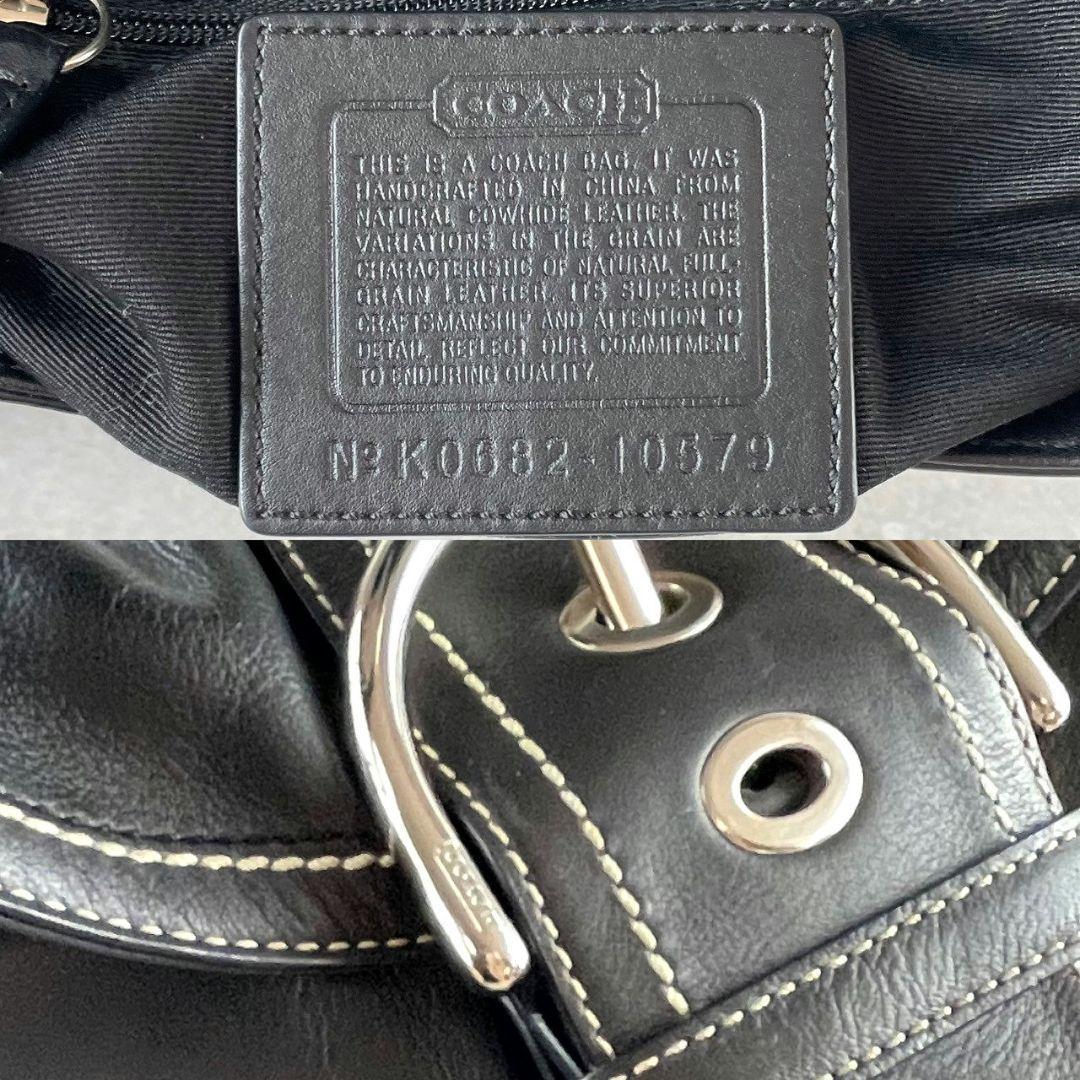 COACH
THIS IS A COACH BAG. IT WAS
HANDCRAFTED IN CHINA FROM
NATURAL COWHIDE LEATHER. THE
VARIATIONS IN THE GRAIN ARE
CHARACTERISTIC OF NATURAL FULL-
GRAIN LEATHER. ITS SUPERIOR
CRAFTSMANSHIP AND ATTENTION TO
DETAIL REFLECT OUR COMMITMENT
TO ENDURING QUALITY.
Nº K0682-10579
COACH